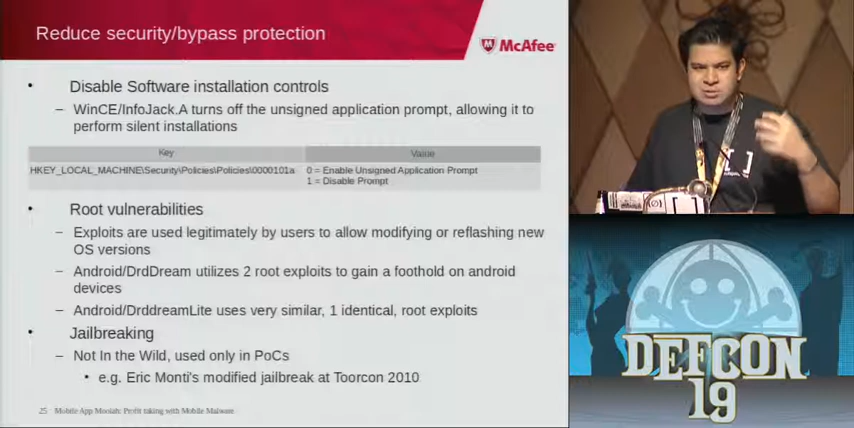 Reduce security/bypass protection
McAfee
• Disable Software installation controls
– WinCE/InfoJack.A turns off the unsigned application prompt, allowing it to
perform silent installations
Key Value
HKEY_LOCAL_MACHINE\Security\Policies\Policies\0000101a 0 = Enable Unsigned Application Prompt
1 = Disable Prompt
• Root vulnerabilities
– Exploits are used legitimately by users to allow modifying or reflashing new
OS versions
– Android/DrdDream utilizes 2 root exploits to gain a foothold on android
devices
– Android/DrddreamLite uses very similar, 1 identical, root exploits
• Jailbreaking
– Not In the Wild, used only in PoCs
• e.g. Eric Monti's modified jailbreak at Toorcon 2010
25 Mobile App Moolah: Profit taking with Mobile Malware
DEFCON
19